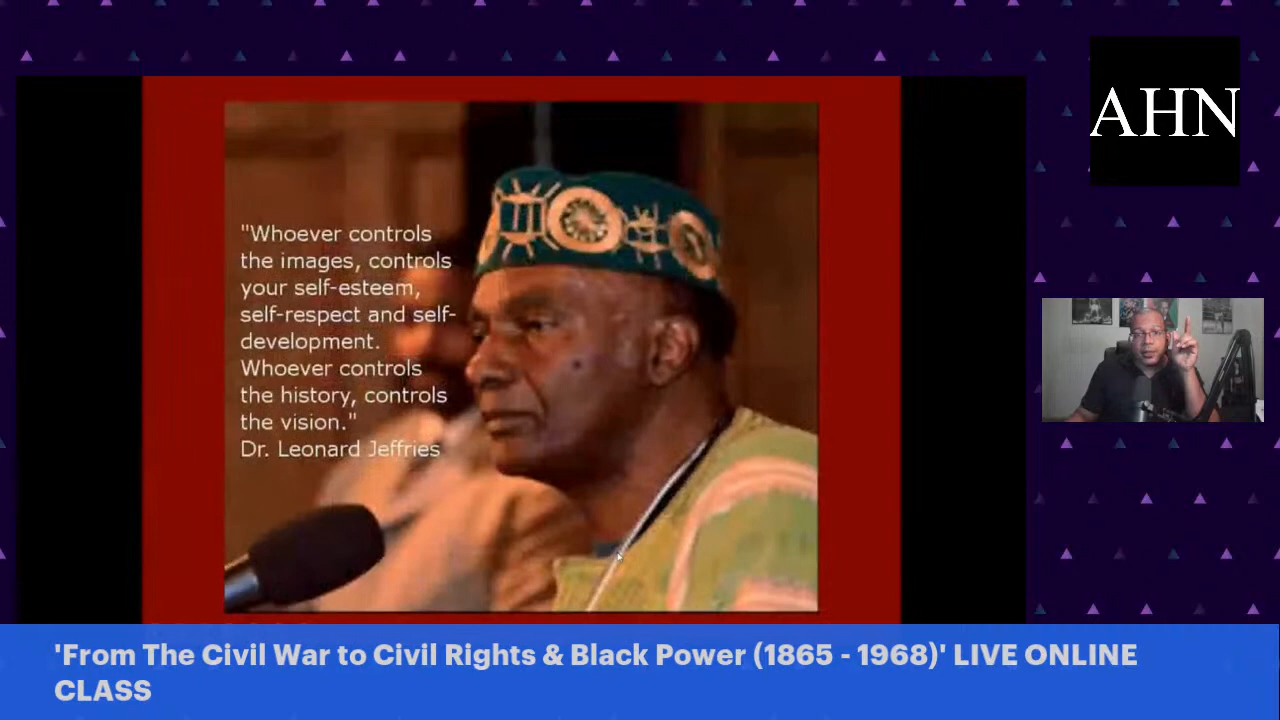 AHN
"Whoever controls
the images, controls
your self-esteem,
self-respect and self-
development.
Whoever controls
the history, controls
the vision."
Dr. Leonard Jeffries
'From The Civil War to Civil Rights & Black Power (1865 - 1968)' LIVE ONLINE
CLASS